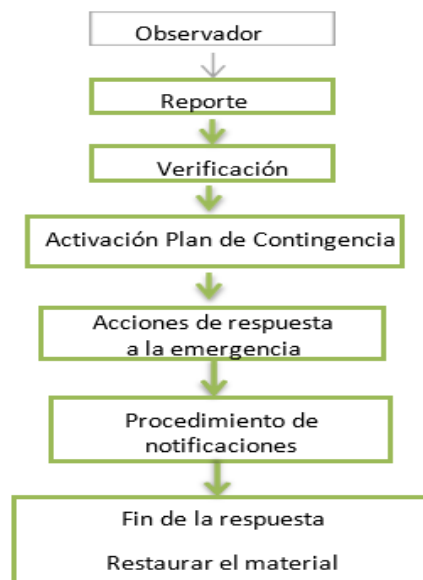 Observador
Reporte
Verificación
Activación Plan de Contingencia
Acciones de respuesta
a la emergencia
Procedimiento de
notificaciones
Fin de la respuesta
Restaurar el material